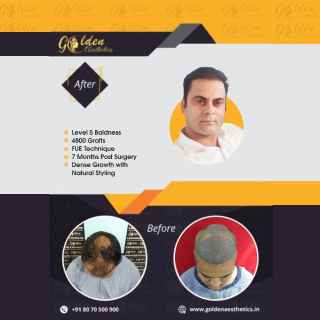 Golden
Aesthetics
After
Level 5 Baldness
4500 Grafts
FUE Technique
7 Months Post Surgery
Dense Growth with
Natural Styling
Before
+91 80 70 500 900
www.goldenaesthetics.in